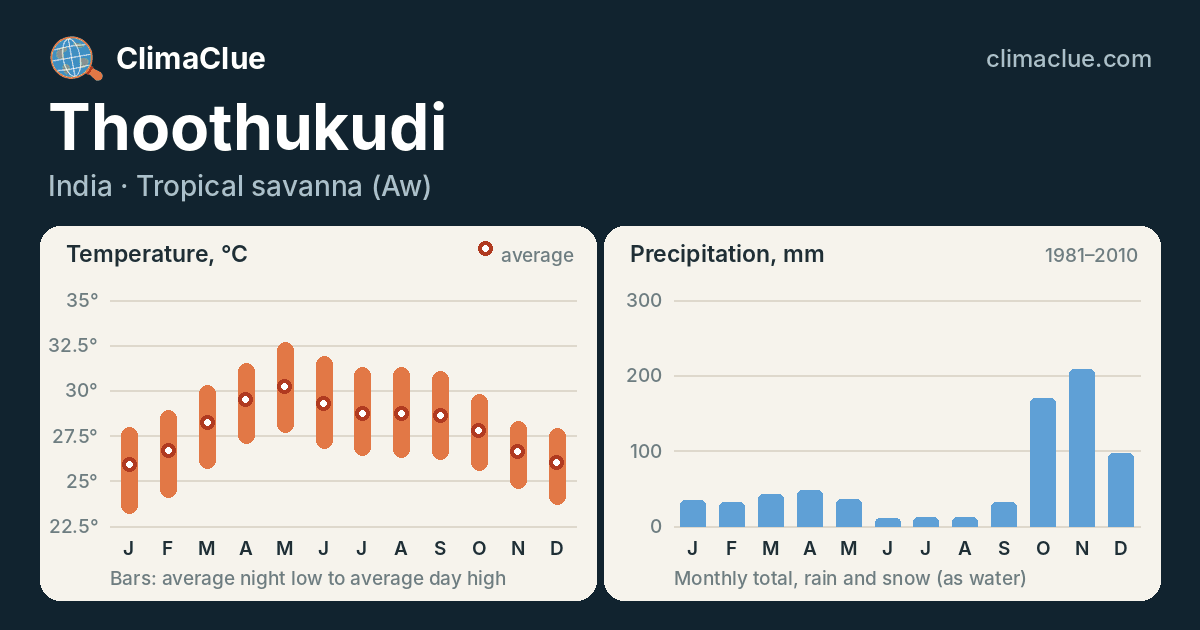 ClimaClue
climaclue.com
Thoothukudi
India · Tropical savanna (Aw)
Temperature, °C
average
35°
32.5°
30°
27.5°
25°
22.5°
J F M A M J J A S O N D
Bars: average night low to average day high
Precipitation, mm
1981–2010
300
200
100
0
J F M A M J J A S O N D
Monthly total, rain and snow (as water)